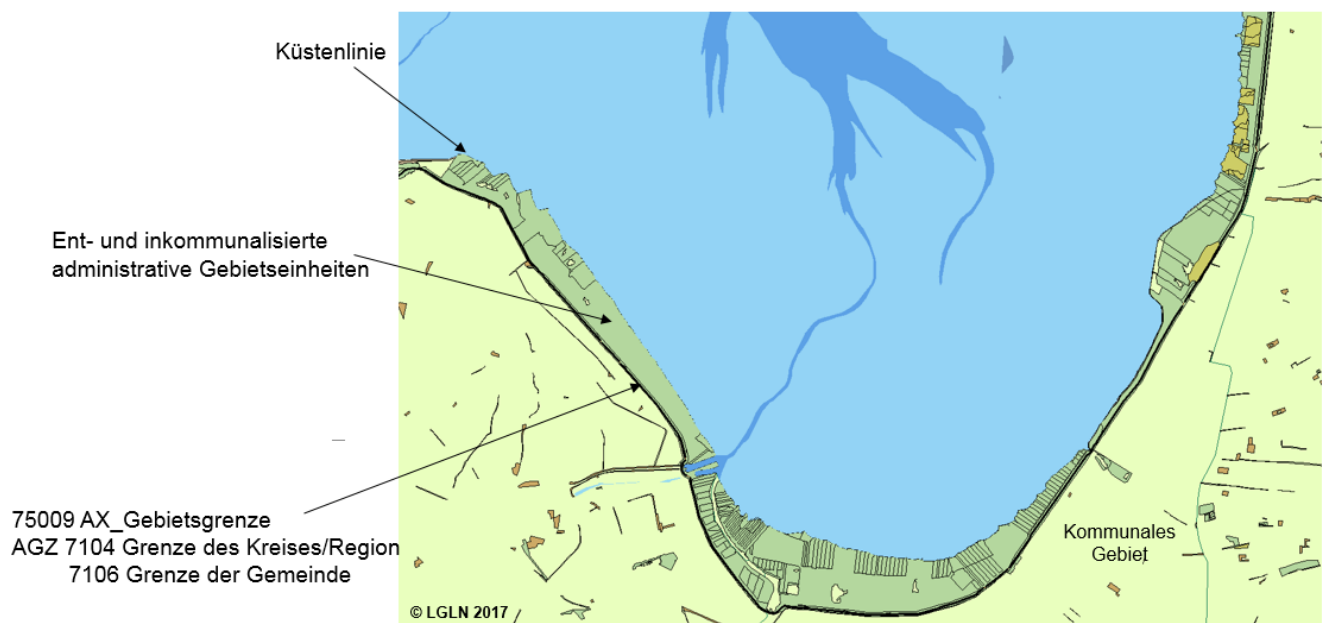 Küstenlinie
Ent- und inkommunalisierte
administrative Gebietseinheiten
75009 AX_Gebietsgrenze
AGZ 7104 Grenze des Kreises/Region
7106 Grenze der Gemeinde
Kommunales
Gebiet
© LGLN 2017